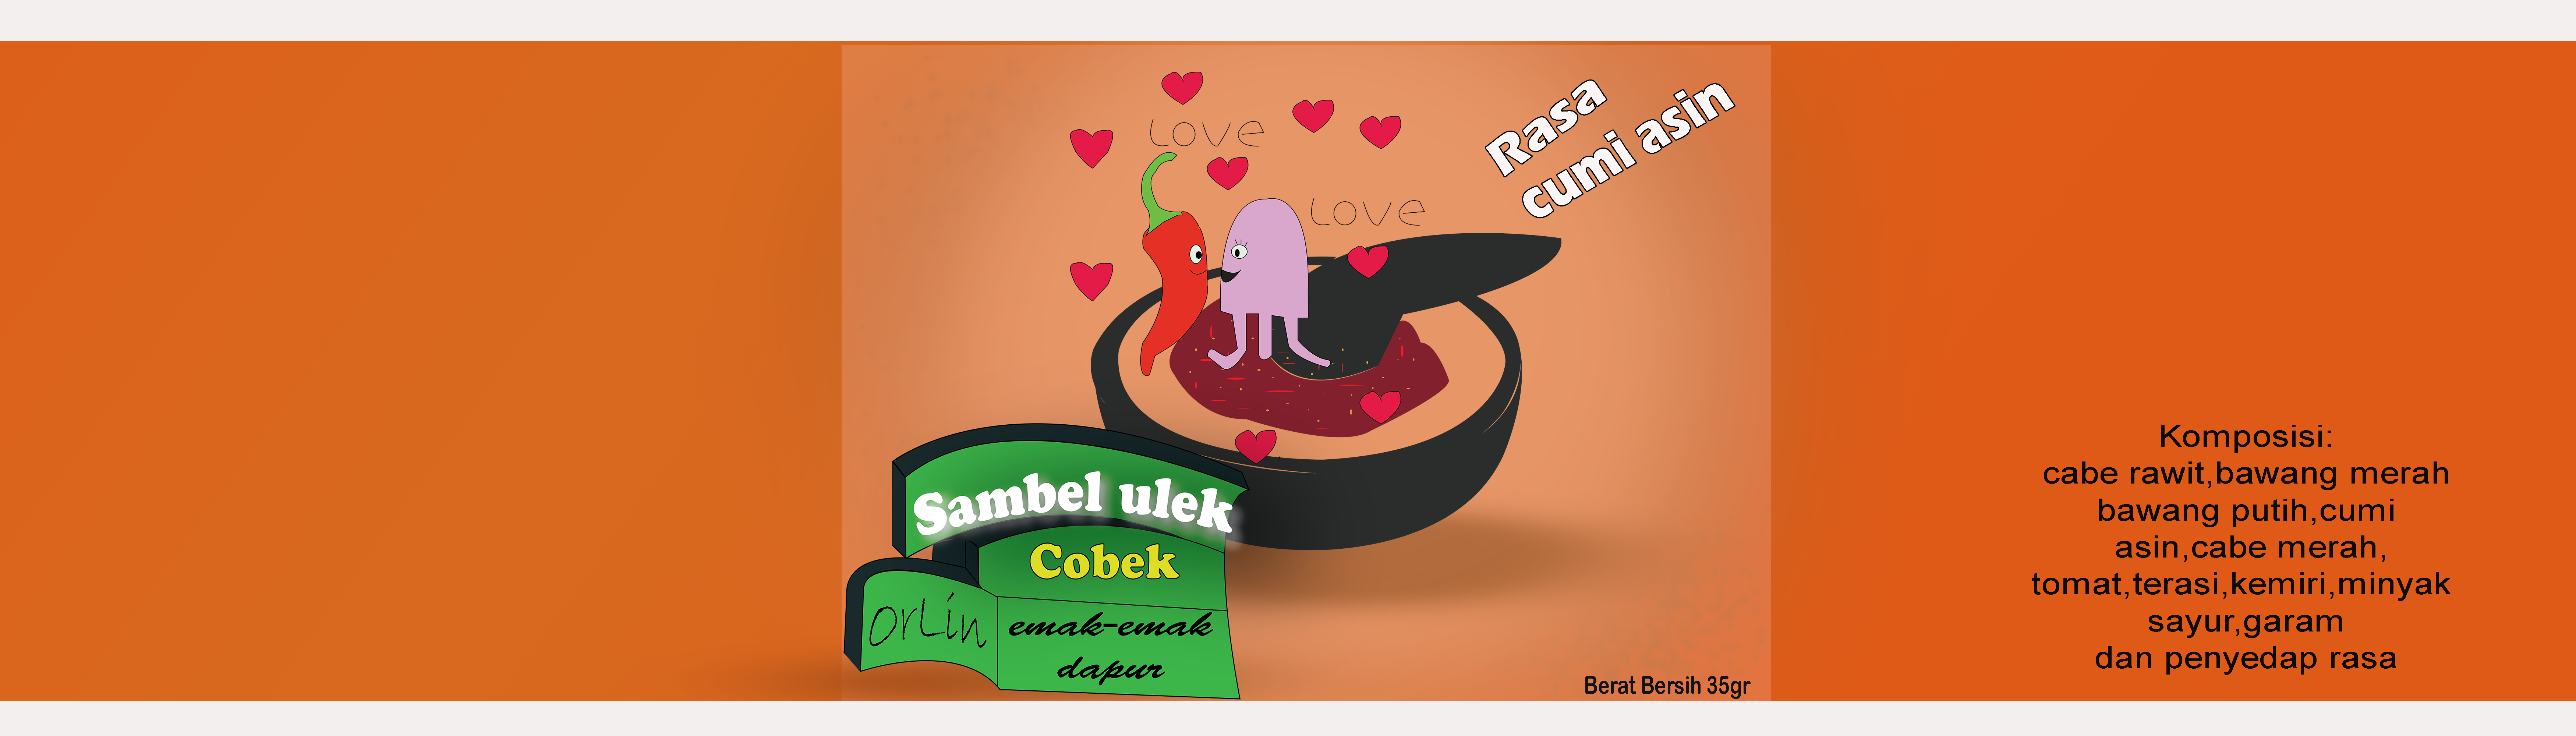 LOVE
LOVE
Rasa
cumi asin
Sambel ulek
Cobek
OrLin
emak-emak
dapur
Berat Bersih 35gr
Komposisi:
cabe rawit,bawang merah
bawang putih,cumi
asin,cabe merah,
tomat,terasi,kemiri,minyak
sayur,garam
dan penyedap rasa